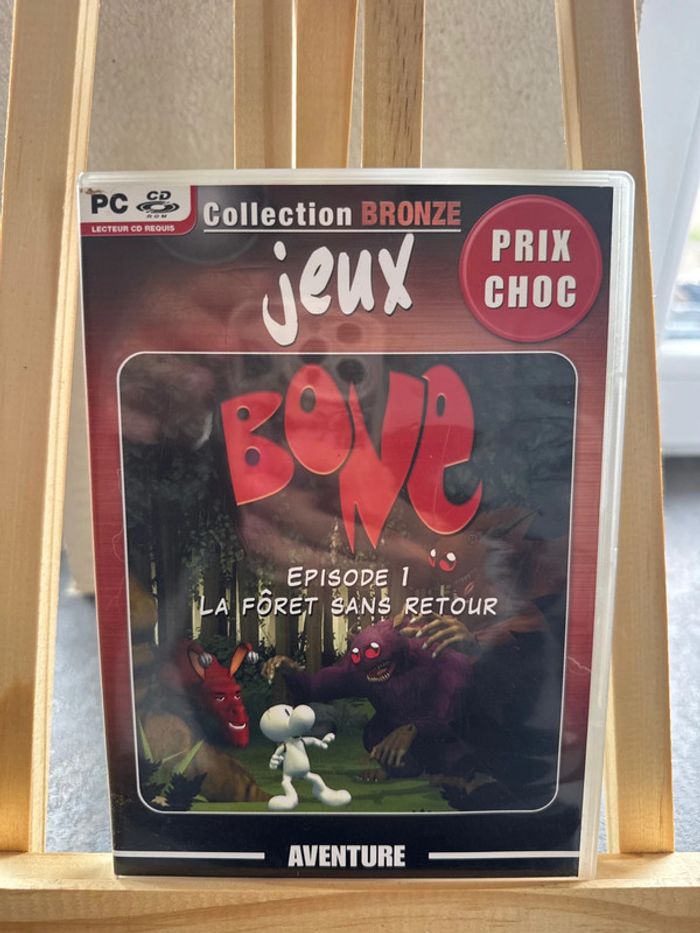 PC CD ROM
LECTEUR CD REQUIS
Collection BRONZE
jeux
PRIX
CHOC
BONE
EPISODE 1
LA FÔRET SANS RETOUR
AVENTURE